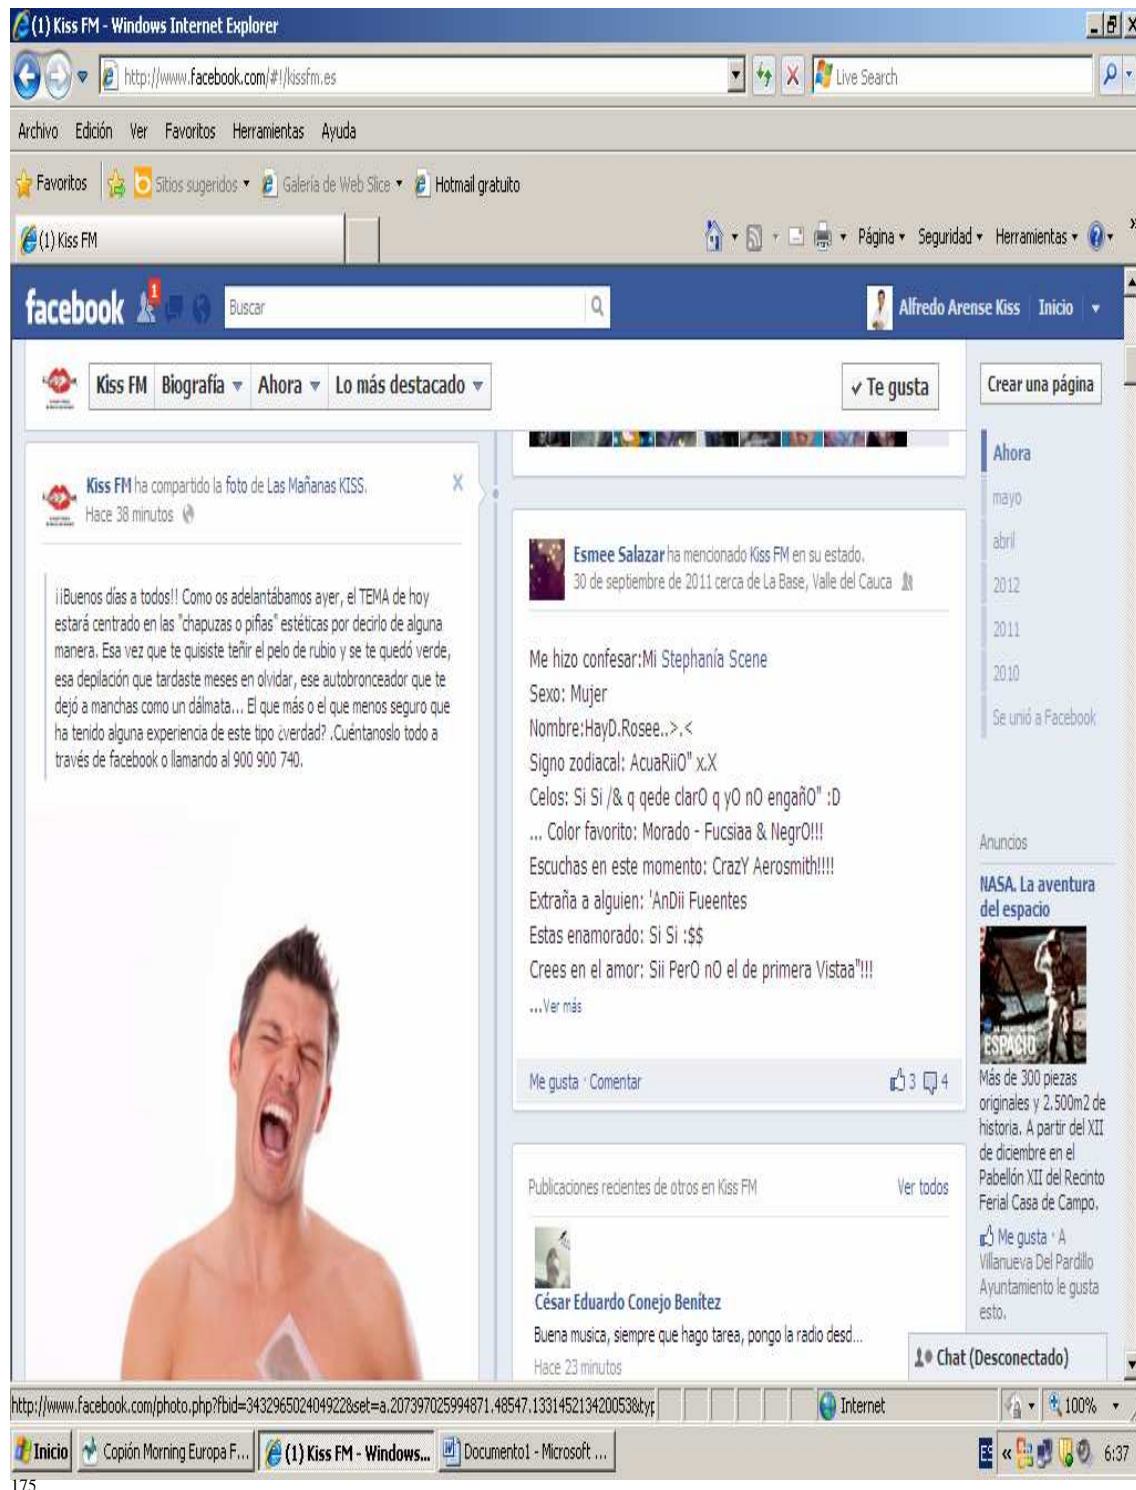 (1) Kiss FM - Windows Internet Explorer
http://www.facebook.com/#!/kissfm.es
Live Search
Archivo Edición Ver Favoritos Herramientas Ayuda
Favoritos Sitios sugeridos Galería de Web Slice Hotmail gratuito
(1) Kiss FM
Página Seguridad Herramientas
facebook 1 Buscar Alfredo Arense Kiss Inicio
Kiss FM Biografía Ahora Lo más destacado Te gusta
Crear una página
Kiss FM ha compartido la foto de Las Mañanas KISS.
Hace 38 minutos
¡¡Buenos días a todos!! Como os adelantábamos ayer, el TEMA de hoy
estará centrado en las "chapuzas o pifias" estéticas por decirlo de alguna
manera. Esa vez que te quisiste teñir el pelo de rubio y se te quedó verde,
esa depilación que tardaste meses en olvidar, ese autobronceador que te
dejó a manchas como un dálmata... El que más o el que menos seguro que
ha tenido alguna experiencia de este tipo ¿verdad? .Cuéntanoslo todo a
través de facebook o llamando al 900 900 740.
Esmee Salazar ha mencionado Kiss FM en su estado.
30 de septiembre de 2011 cerca de La Base, Valle del Cauca
Me hizo confesar:Mi Stephanía Scene
Sexo: Mujer
Nombre:HayD.Rosee..>.<
Signo zodiacal: AcuaRiiO" x.X
Celos: Si Si /& q qede clarO q yO nO engañO" :D
... Color favorito: Morado - Fucsiaa & NegrO!!!
Escuchas en este momento: CrazY Aerosmith!!!!
Extraña a alguien: 'AnDii Fueentes
Estas enamorado: Si Si :$$
Crees en el amor: Sii PerO nO el de primera Vistaa"!!!
...Ver más
Me gusta · Comentar 3 4
Publicaciones recientes de otros en Kiss FM Ver todos
César Eduardo Conejo Benítez
Buena musica, siempre que hago tarea, pongo la radio desd...
Hace 23 minutos
Ahora
mayo
abril
2012
2011
2010
Se unió a Facebook
Anuncios
NASA. La aventura
del espacio
ESPACIO
Más de 300 piezas
originales y 2.500m2 de
historia. A partir del XII
de diciembre en el
Pabellón XII del Recinto
Ferial Casa de Campo.
Me gusta · A
Villanueva Del Pardillo
Ayuntamiento le gusta
esto.
Chat (Desconectado)
http://www.facebook.com/photo.php?fbid=343296502404922&set=a.207397025994871.48547.133145213420053&typ
Internet 100%
Inicio Copión Morning Europa F... (1) Kiss FM - Windows... Documento1 - Microsoft ... ES 6:37
175